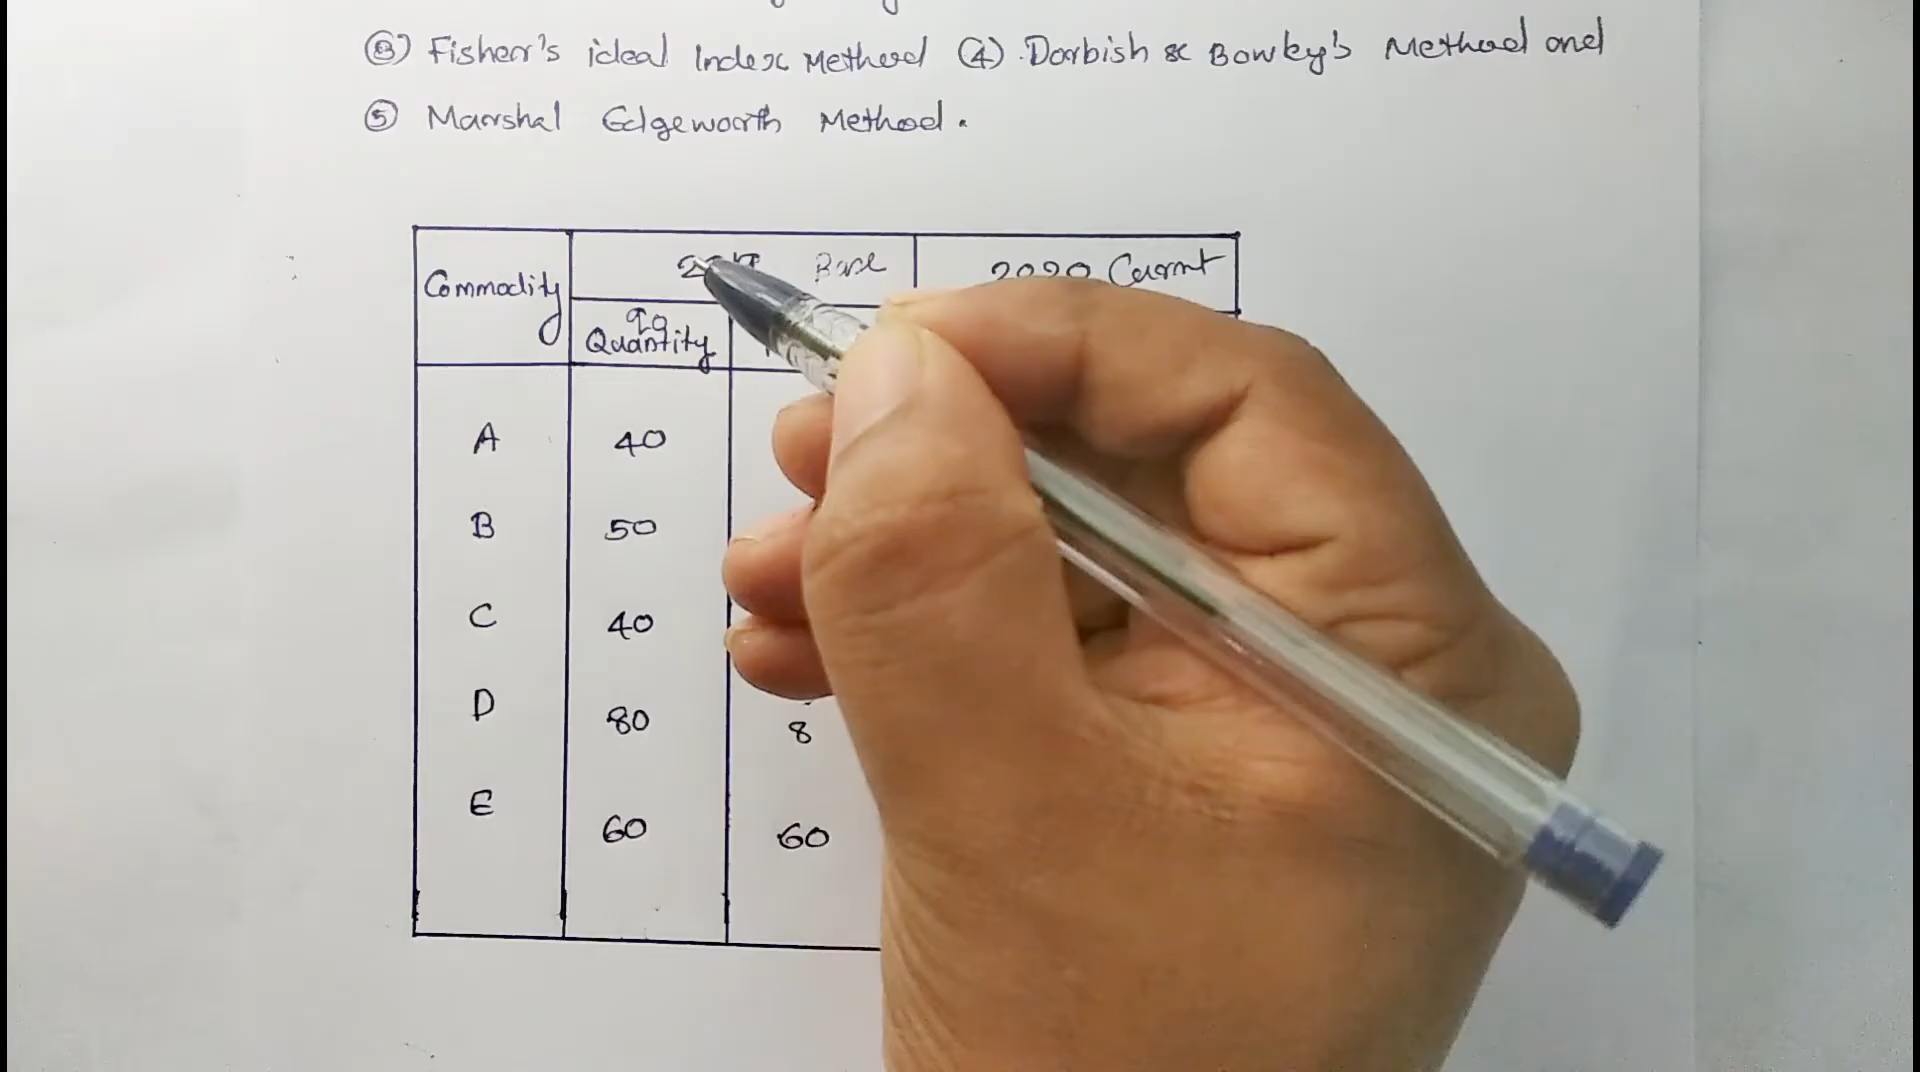 ③ Fisher's ideal Index Method ④ Dorbish & Bowley's Method and
⑤ Marshal Edgeworth Method.
Commodity Base 2020 Current
q0
Quantity
A 40
B 50
C 40
D 80 8
E 60 60